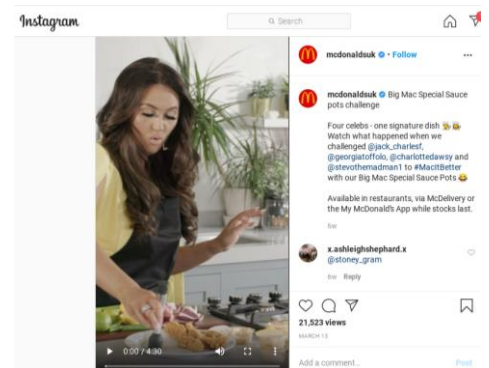 Instagram
Search
mcdonaldsuk • Follow
mcdonaldsuk Big Mac Special Sauce
pots challenge
Four celebs - one signature dish
Watch what happened when we
challenged @jack_charlesf,
@georgiatoffolo, @charlottedawsy and
@stevothemadman1 to #MacItBetter
with our Big Mac Special Sauce Pots
Available in restaurants, via McDelivery or
the My McDonald's App while stocks last.
6w
x.ashleighshephard.x
@stoney_gram
6w Reply
21,523 views
MARCH 13
0:00 / 4:30
Add a comment...
Post